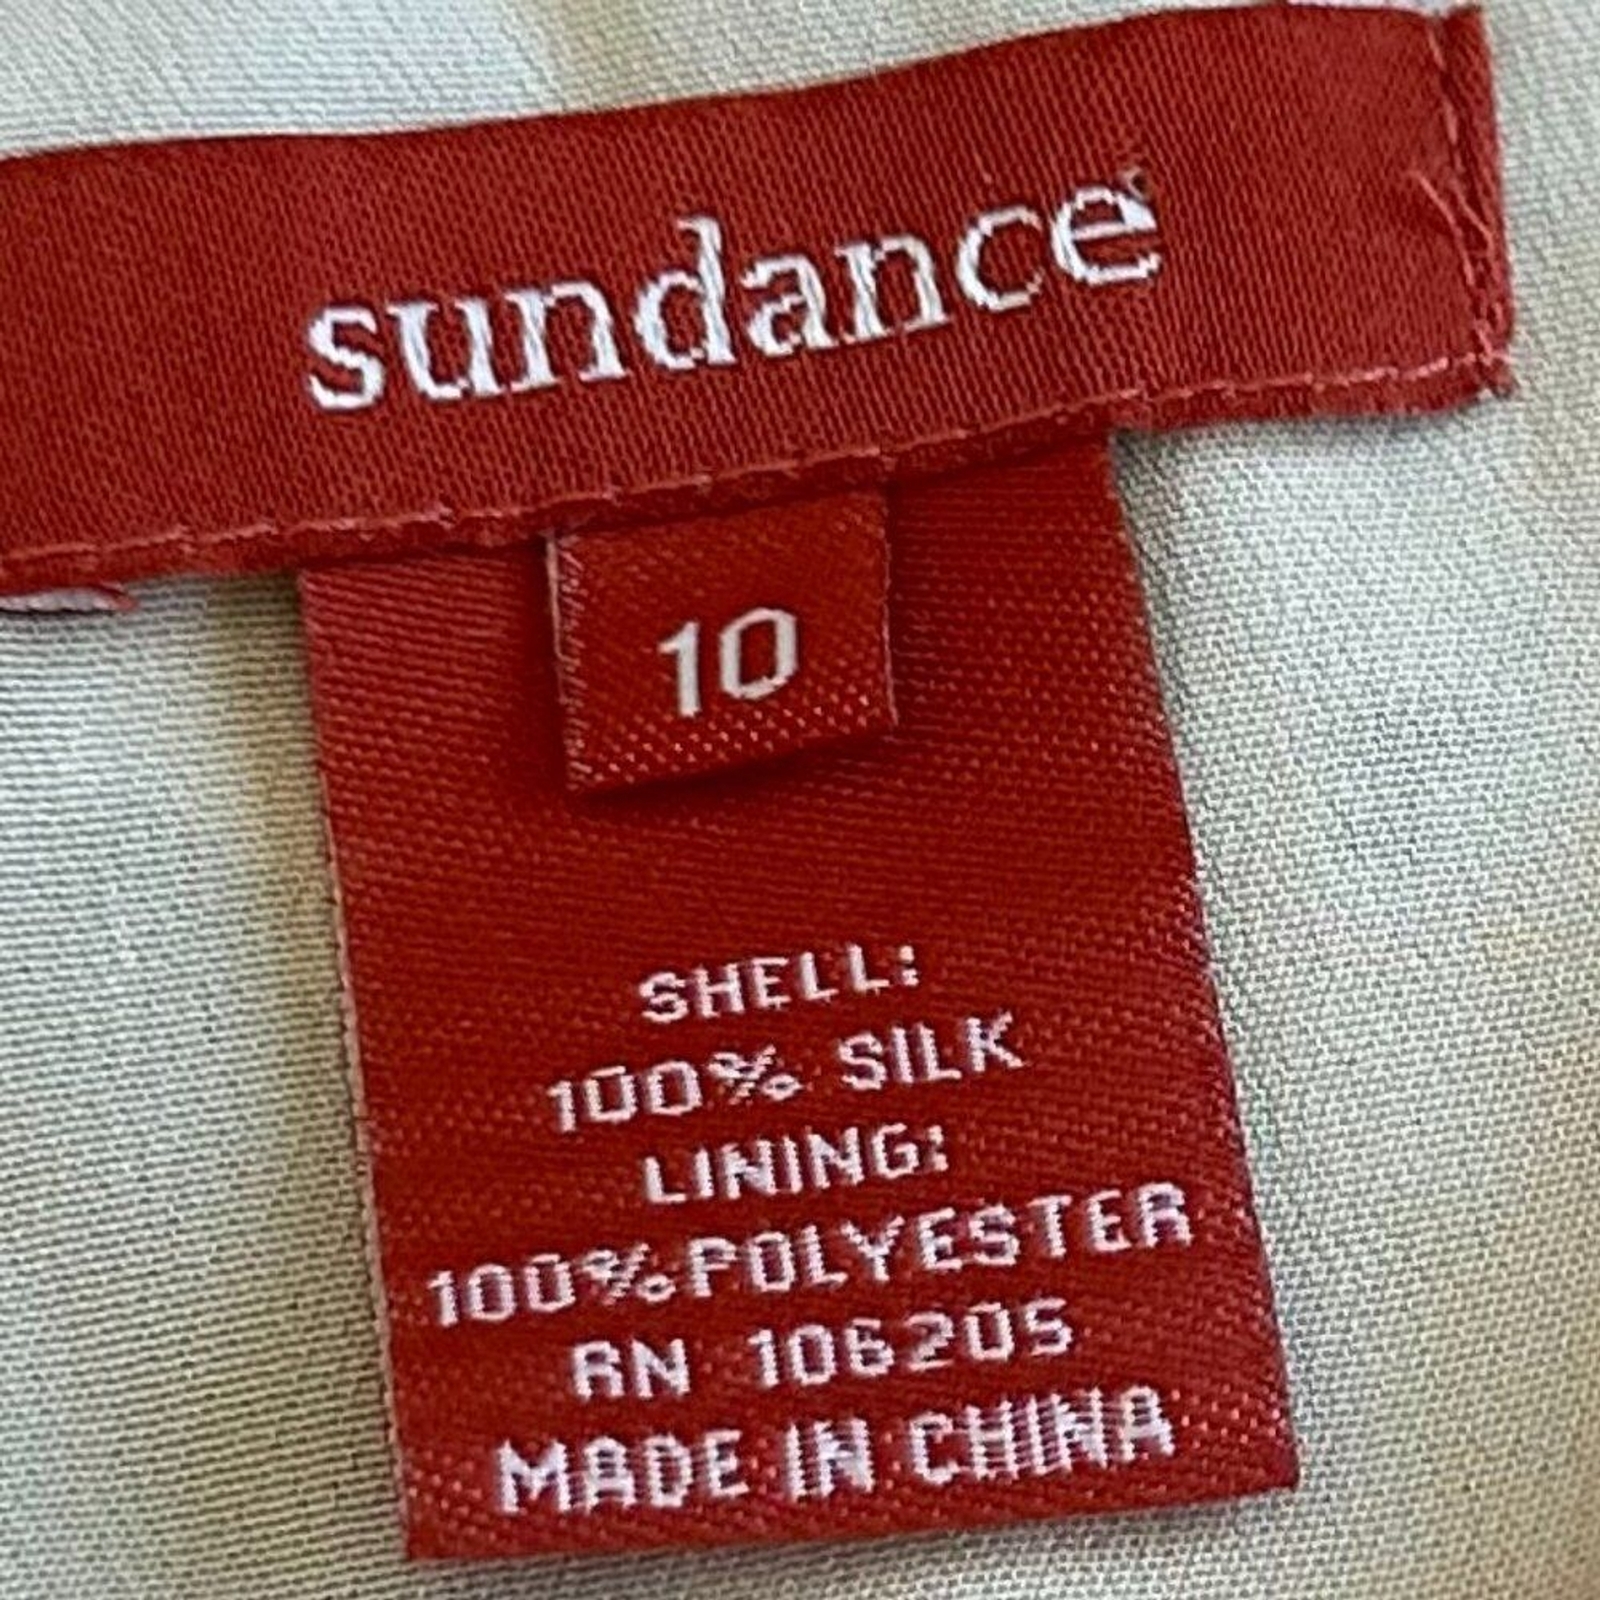 sundance
10
SHELL:
100% SILK
LINING:
100% POLYESTER
RN 106205
MADE IN CHINA